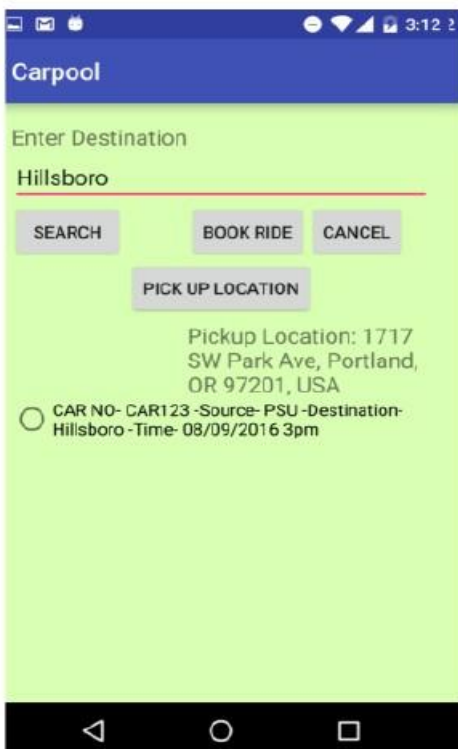 3:12
Carpool
Enter Destination
Hillsboro
SEARCH BOOK RIDE CANCEL
PICK UP LOCATION
Pickup Location: 1717
SW Park Ave, Portland,
OR 97201, USA
CAR NO- CAR123 -Source- PSU -Destination-
Hillsboro -Time- 08/09/2016 3pm